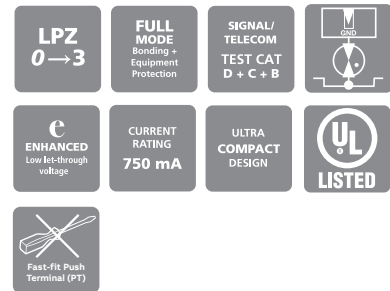 LPZ
0→3
FULL
MODE
Bonding +
Equipment
Protection
SIGNAL/
TELECOM
TEST CAT
D + C + B
GND
e
ENHANCED
Low let-through
voltage
CURRENT
RATING
750 mA
ULTRA
COMPACT
DESIGN
UL
®
LISTED
Fast-fit Push
Terminal (PT)